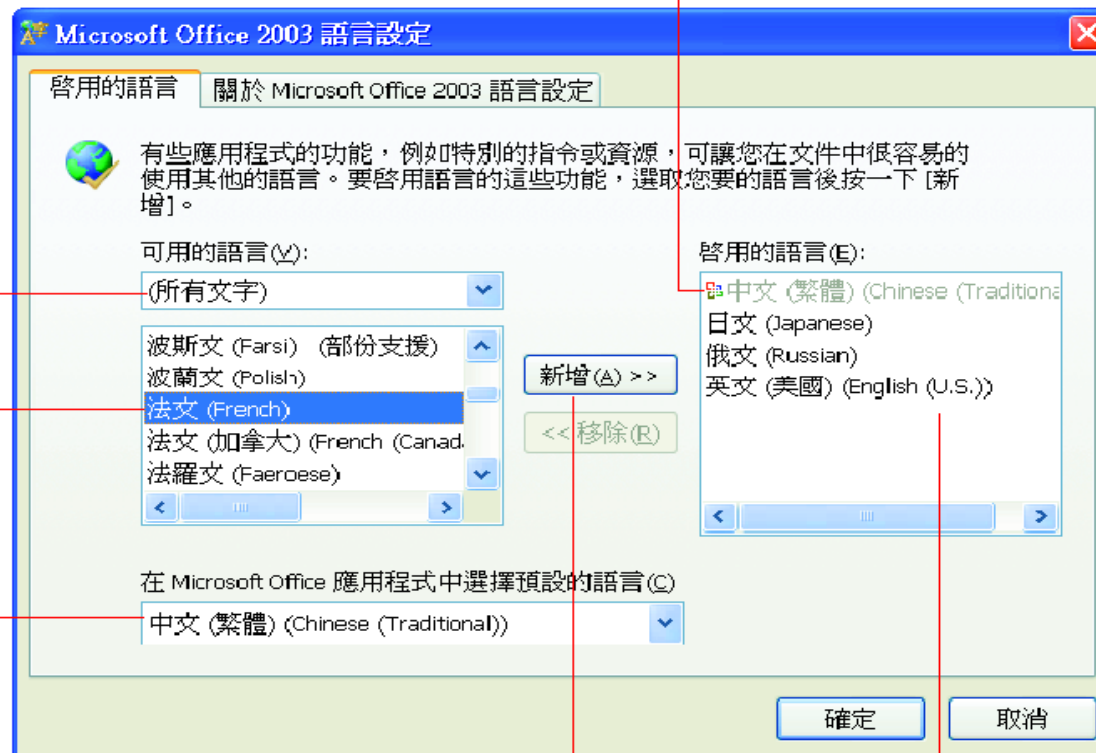 Microsoft Office 2003 語言設定
啓用的語言
關於 Microsoft Office 2003 語言設定
有些應用程式的功能，例如特別的指令或資源，可讓您在文件中很容易的
使用其他的語言。要啓用語言的這些功能，選取您要的語言後按一下 [新
增]。
可用的語言(V):
(所有文字)
波斯文 (Farsi) (部份支援)
波蘭文 (Polish)
法文 (French)
法文 (加拿大) (French (Canad
法羅文 (Faeroese)
新增(A) >>
<< 移除(R)
啓用的語言(E):
中文 (繁體) (Chinese (Traditiona
日文 (Japanese)
俄文 (Russian)
英文 (美國) (English (U.S.))
在 Microsoft Office 應用程式中選擇預設的語言(C)
中文 (繁體) (Chinese (Traditional))
確定
取消